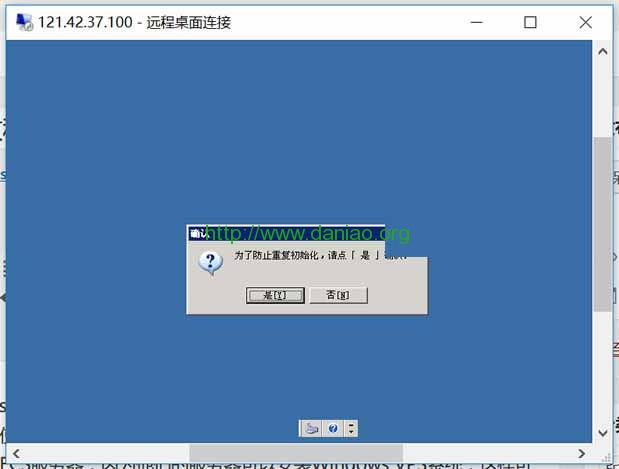 121.42.37.100 - 远程桌面连接
确认
http://www.daniao.org
为了防止重复初始化，请点「 是 」确认。
是[Y]
否[N]